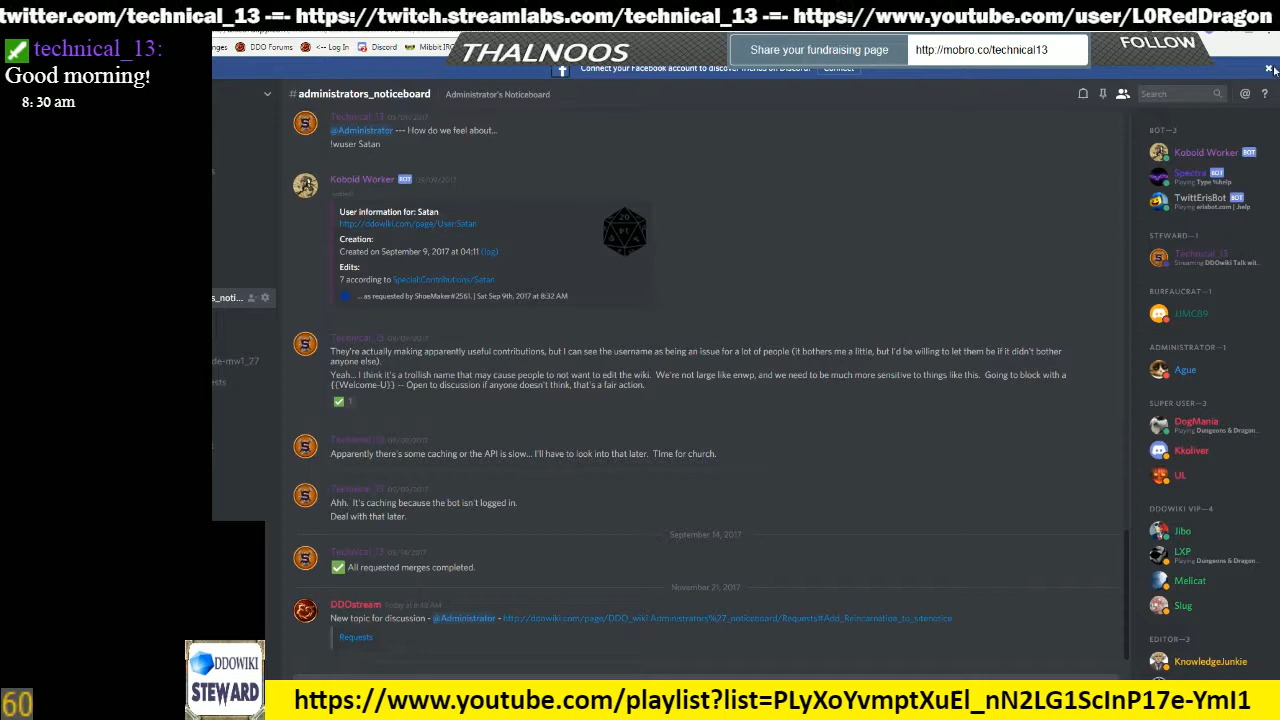 twitter.com/technical_13 -=- https://twitch.streamlabs.com/technical_13 -=- https://www.youtube.com/user/L0RedDragon
technical_13:
Good morning!
8:30 am
DDO Forums
<-- Log In
Discord
Mibbit IRC
THALNOOS
Share your fundraising page
http://mobro.co/technical13
FOLLOW
Connect your Facebook account to discover friends on Discord!
Connect
#administrators_noticeboard
Administrator's Noticeboard
Search
@ ?
Technical_13 09/09/2017
@Administrator --- How do we feel about...
!wuser Satan
Kobold Worker BOT 09/09/2017
User information for: Satan
http://ddowiki.com/page/User:Satan
Creation:
Created on September 9, 2017 at 04:11 (log)
Edits:
7 according to Special:Contributions/Satan
... as requested by ShoeMaker#2561. | Sat Sep 9th, 2017 at 8:32 AM
Technical_13 09/09/2017
They're actually making apparently useful contributions, but I can see the username as being an issue for a lot of people (it bothers me a little, but I'd be willing to let them be if it didn't bother
anyone else).
Yeah... I think it's a trollish name that may cause people to not want to edit the wiki. We're not large like enwp, and we need to be much more sensitive to things like this. Going to block with a
{{Welcome-U}} -- Open to discussion if anyone doesn't think, that's a fair action.
1
Technical_13 09/09/2017
Apparently there's some caching or the API is slow... I'll have to look into that later. TIme for church.
Technical_13 09/09/2017
Ahh. It's caching because the bot isn't logged in.
Deal with that later.
September 14, 2017
Technical_13 09/14/2017
All requested merges completed.
November 21, 2017
DDOstream Today at 8:40 AM
New topic for discussion - @Administrator - http://ddowiki.com/page/DDO_wiki:Administrators%27_noticeboard/Requests#Add_Reincarnation_to_sitenotice
Requests
s_noti...
de-mw1_27
BOT—3
Kobold Worker BOT
Spectra BOT
Playing Type %help
TwittErisBot BOT
Playing erisbot.com | .help
STEWARD—1
Technical_13
Streaming DDOwiki Talk wit...
BUREAUCRAT—1
JJMC89
ADMINISTRATOR—1
Ague
SUPER USER—3
DogMania
Playing Dungeons & Dragon...
Kkoliver
UL
DDOWIKI VIP—4
Jibo
LXP
Playing Dungeons & Dragon...
Melicat
Slug
EDITOR—3
KnowledgeJunkie
DDOWIKI
STEWARD
60
https://www.youtube.com/playlist?list=PLyXoYvmptXuEl_nN2LG1ScInP17e-YmI1